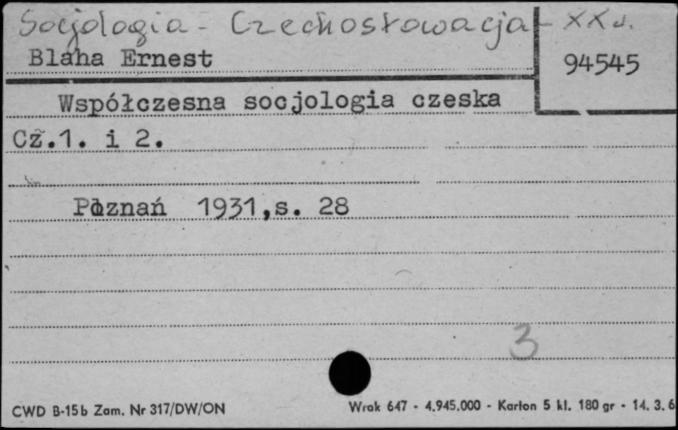 Socjologia - Czechosłowacja - XX w.
Blaha Ernest
94545
Współczesna socjologia czeska
Cz.1. i 2.
Poznań 1931,s. 28
3
CWD B-15b Zam. Nr 317/DW/ON
Wrak 647 - 4.945.000 - Karton 5 kl. 180 gr - 14. 3. 6